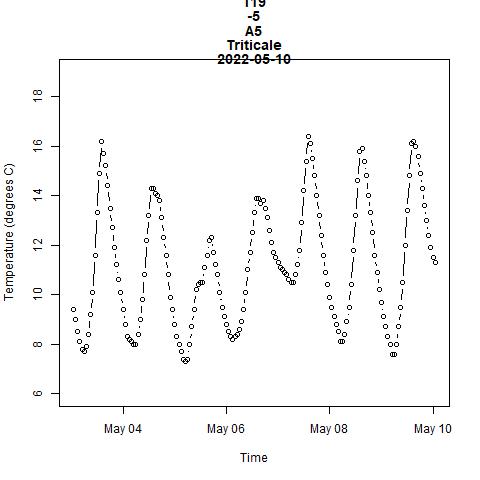 T19
-5
A5
Triticale
2022-05-10
Temperature (degrees C)
18
16
14
12
10
8
6
May 04
May 06
May 08
May 10
Time